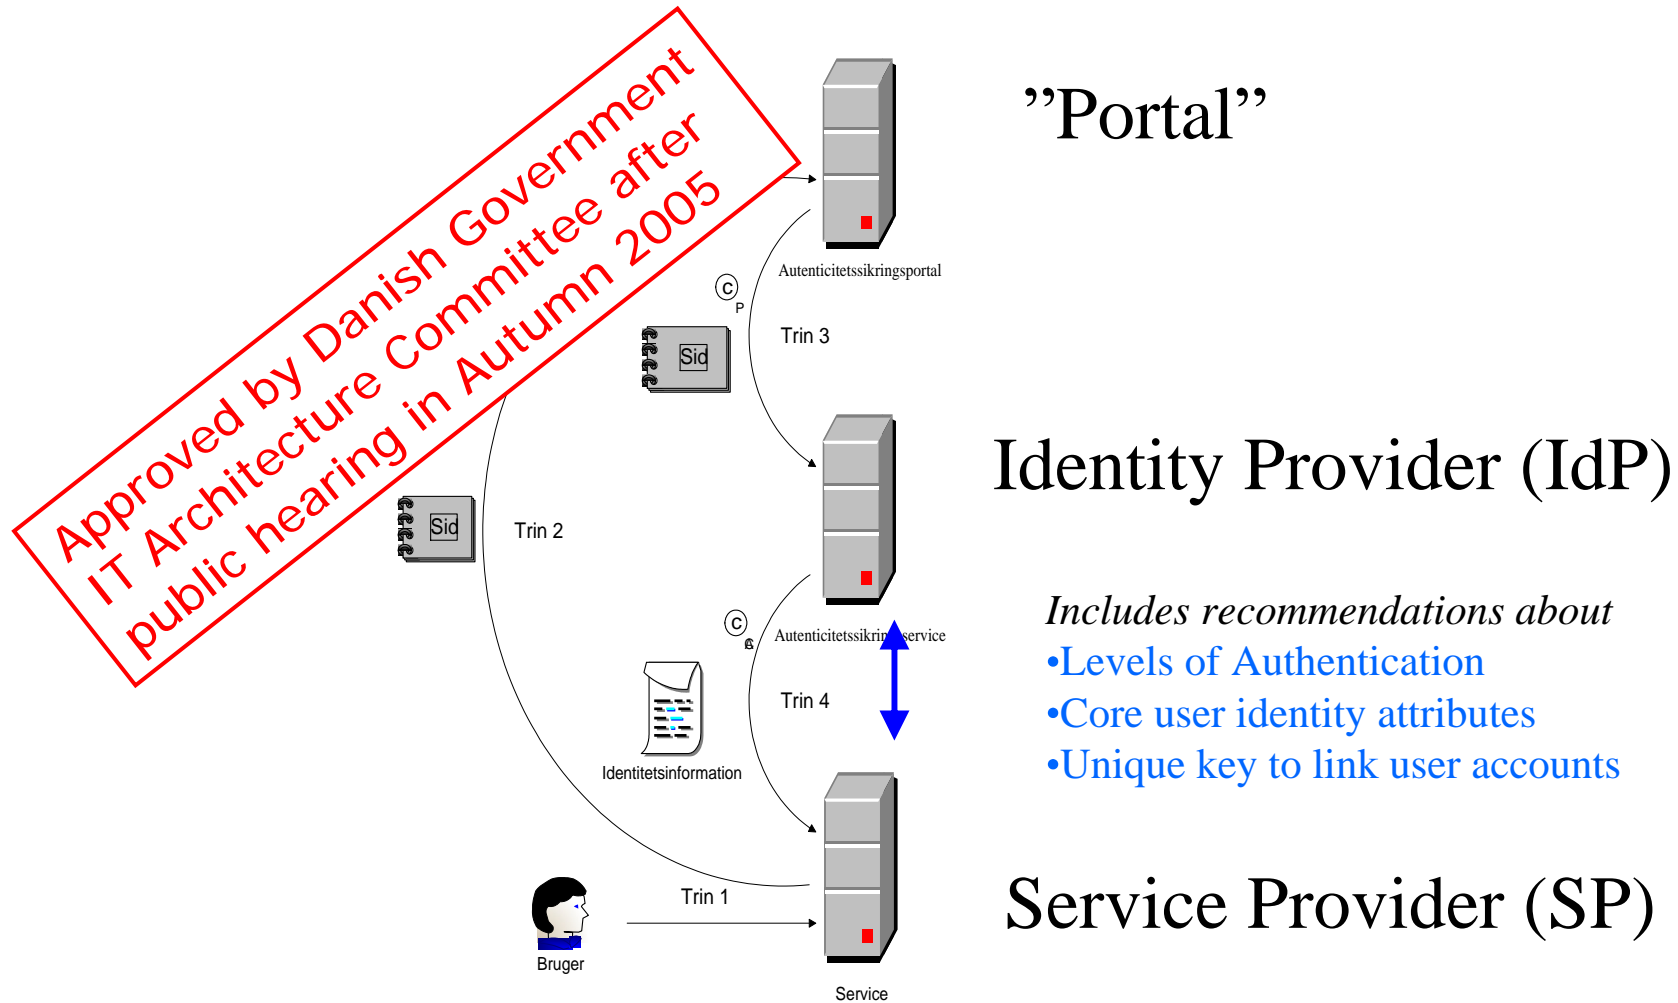 Approved by Danish Government
IT Architecture Committee after
public hearing in Autumn 2005
”Portal”
Autenticitetssikringsportal
c
P
Trin 3
Sid
Identity Provider (IdP)
Sid
Trin 2
Includes recommendations about
•Levels of Authentication
•Core user identity attributes
•Unique key to link user accounts
c
Autenticitetssikringsservice
Trin 4
Identitetsinformation
Service Provider (SP)
Trin 1
Bruger
Service